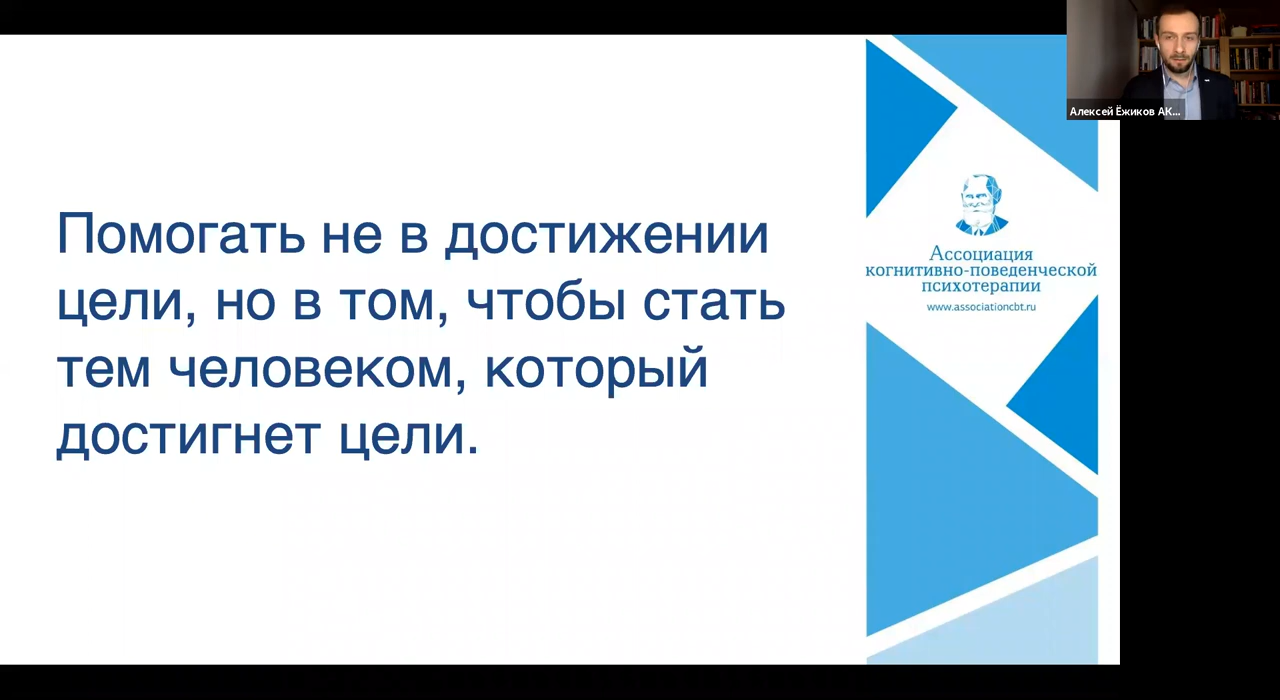 Помогать не в достижении
цели, но в том, чтобы стать
тем человеком, который
достигнет цели.
Ассоциация
когнитивно-поведенческой
психотерапии
www.associationcbt.ru
Алексей Ёжиков АК...